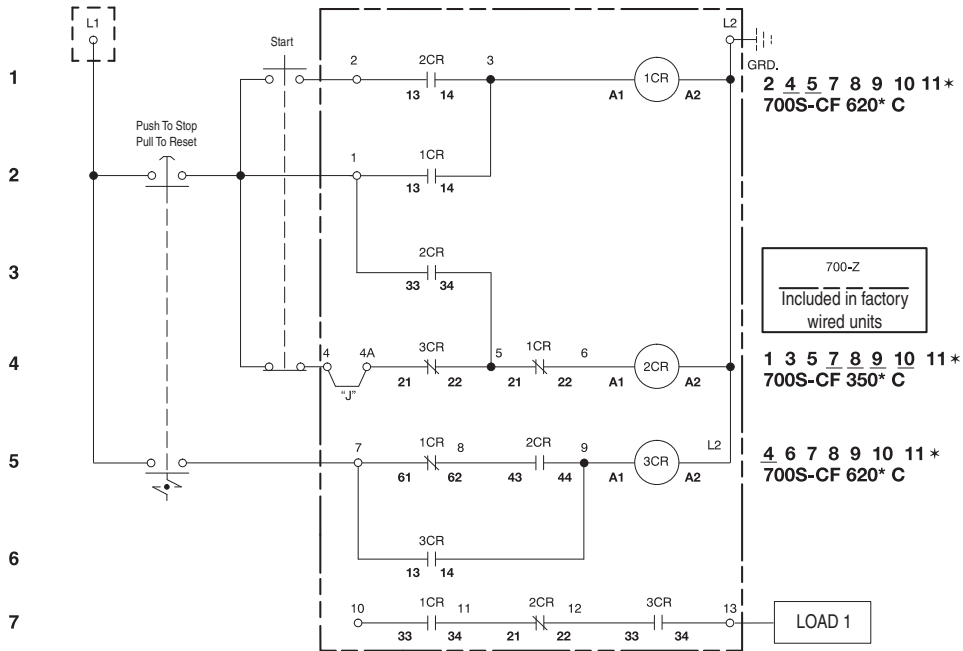 L1
L2
GRD.
Start
1
2
2CR
13 14
3
1CR
A1 A2
2 4 5 7 8 9 10 11*
700S-CF 620* C
Push To Stop
Pull To Reset
2
1
1CR
13 14
3
2CR
33 34
700-Z
Included in factory
wired units
4
4
4A
"J"
3CR
21 22
5
1CR
21 22
6
2CR
A1 A2
1 3 5 7 8 9 10 11*
700S-CF 350* C
5
7
1CR
61 62
8
2CR
43 44
9
3CR
A1 A2
L2
4 6 7 8 9 10 11 *
700S-CF 620* C
6
3CR
13 14
7
10
1CR
33 34
11
2CR
21 22
12
3CR
33 34
13
LOAD 1